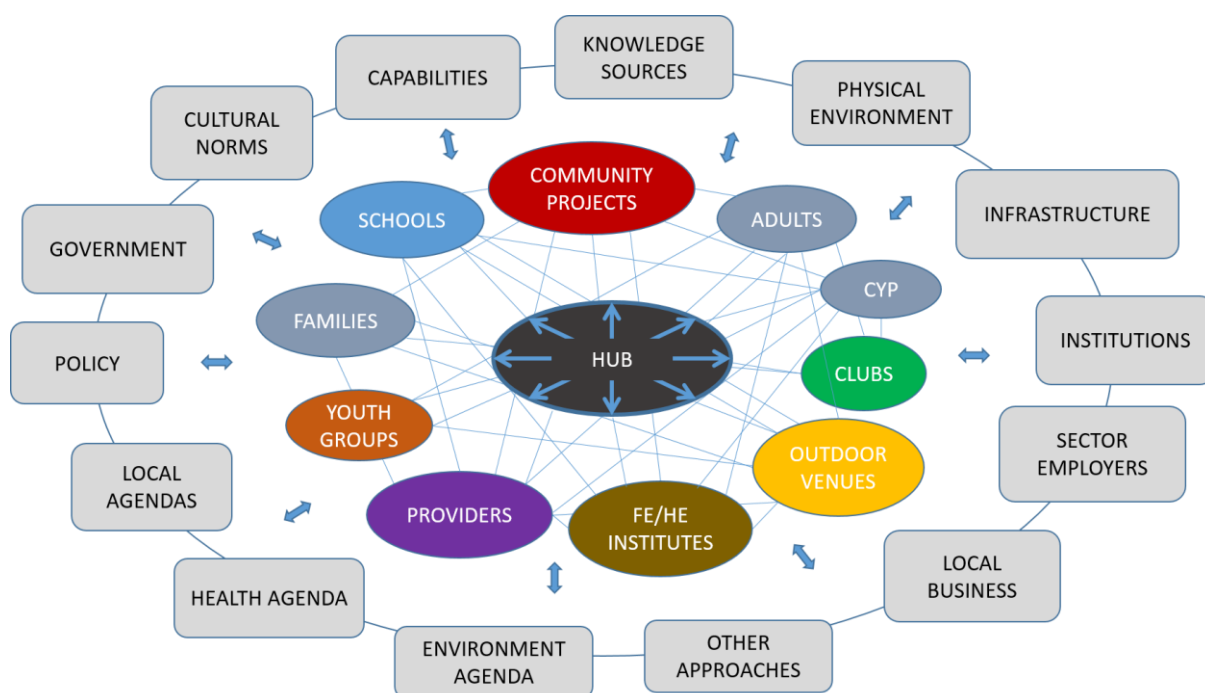 KNOWLEDGE
SOURCES
CAPABILITIES
PHYSICAL
ENVIRONMENT
CULTURAL
NORMS
INFRASTRUCTURE
GOVERNMENT
INSTITUTIONS
POLICY
SECTOR
EMPLOYERS
LOCAL
AGENDAS
LOCAL
BUSINESS
HEALTH AGENDA
OTHER
APPROACHES
ENVIRONMENT
AGENDA
COMMUNITY
PROJECTS
SCHOOLS
ADULTS
CYP
FAMILIES
HUB
CLUBS
YOUTH
GROUPS
OUTDOOR
VENUES
PROVIDERS
FE/HE
INSTITUTES